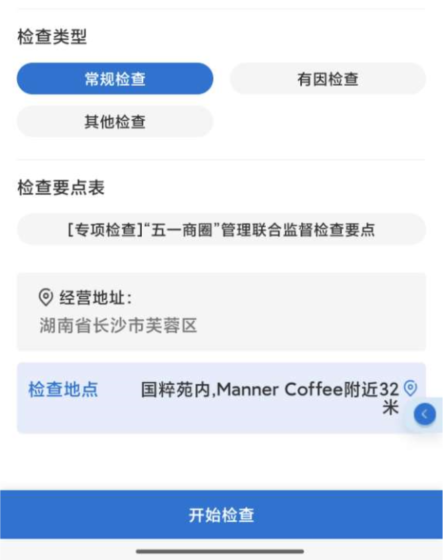 检查类型
常规检查
有因检查
其他检查
检查要点表
[专项检查]“五一商圈”管理联合监督检查要点
经营地址：
湖南省长沙市芙蓉区
检查地点
国粹苑内,Manner Coffee附近32
米
开始检查